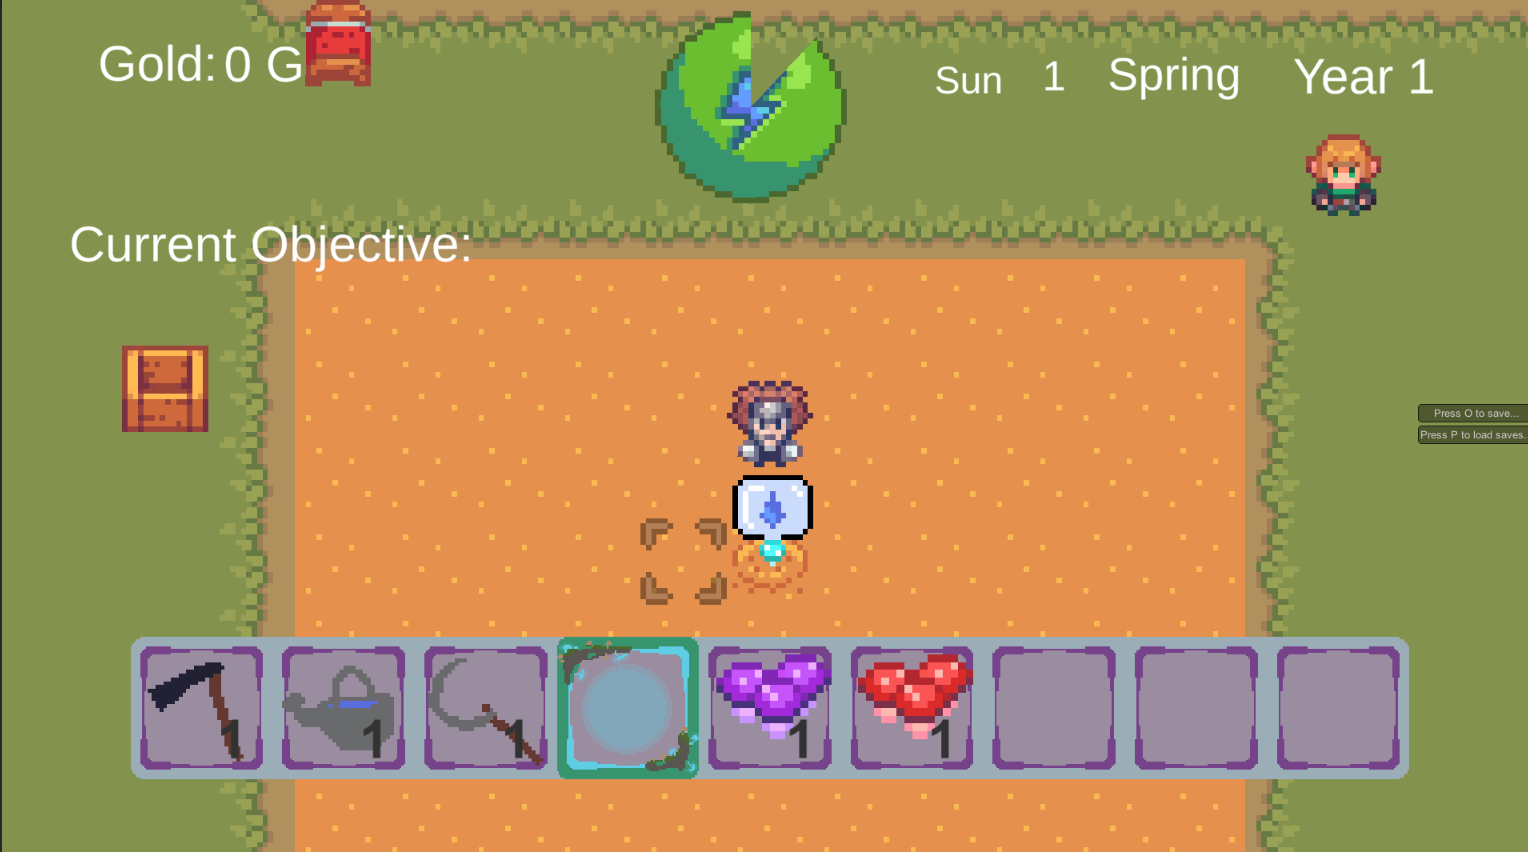 Gold: 0 G
Sun 1 Spring Year 1
Current Objective:
Press O to save...
Press P to load saves..
1 1 1 1 1